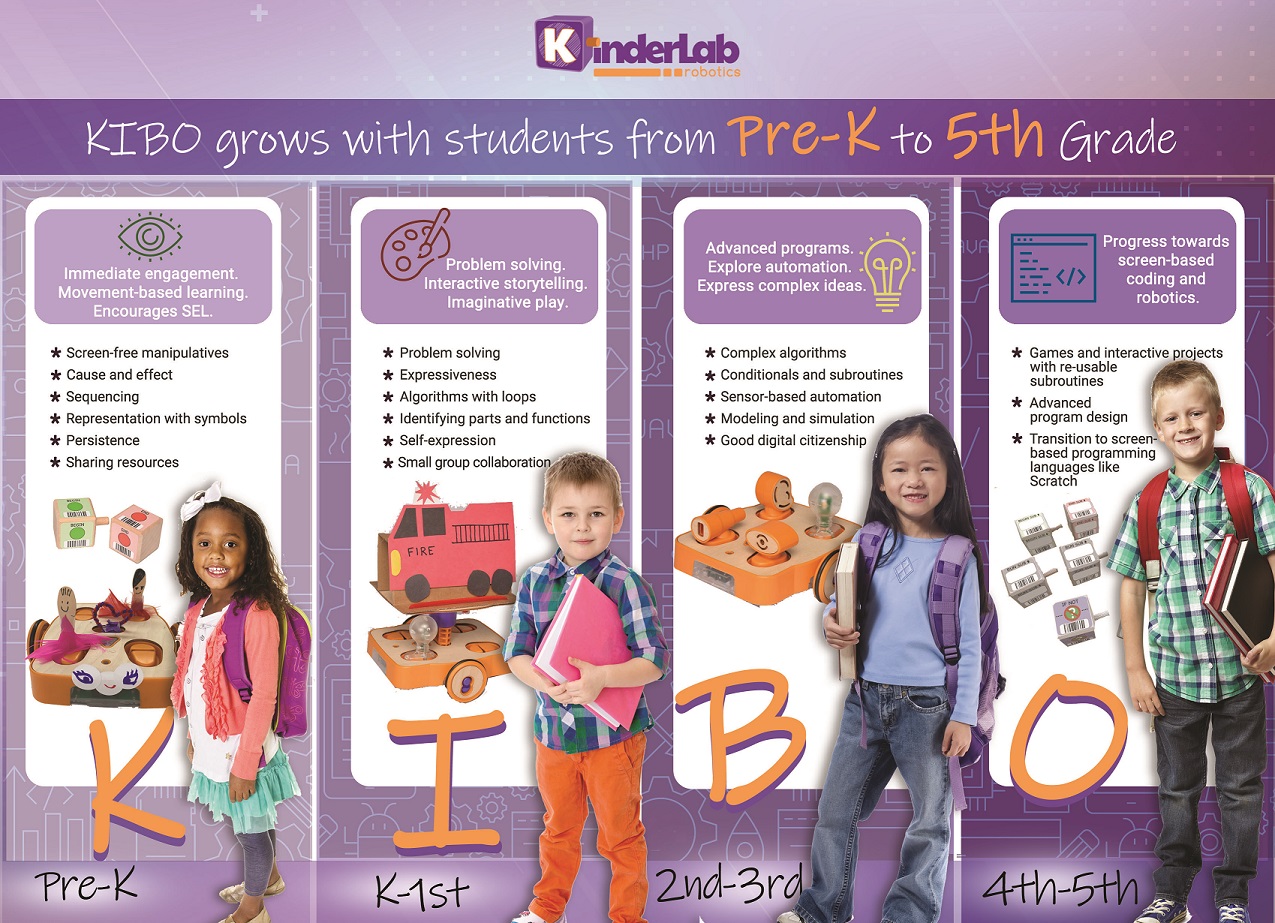 KinderLab
robotics
KIBO grows with students from Pre-K to 5th Grade
Immediate engagement.
Movement-based learning.
Encourages SEL.
* Screen-free manipulatives
* Cause and effect
* Sequencing
* Representation with symbols
* Persistence
* Sharing resources
BEGIN
BEGIN
END
K
Pre-K
Problem solving.
Interactive storytelling.
Imaginative play.
* Problem solving
* Expressiveness
* Algorithms with loops
* Identifying parts and functions
* Self-expression
* Small group collaboration
FIRE
I
K-1st
Advanced programs.
Explore automation.
Express complex ideas.
* Complex algorithms
* Conditionals and subroutines
* Sensor-based automation
* Modeling and simulation
* Good digital citizenship
B
2nd-3rd
Progress towards
screen-based
coding and
robotics.
</>
* Games and interactive projects
with re-usable
subroutines
* Advanced
program design
* Transition to screen-
based programming
languages like
Scratch
O
4th-5th